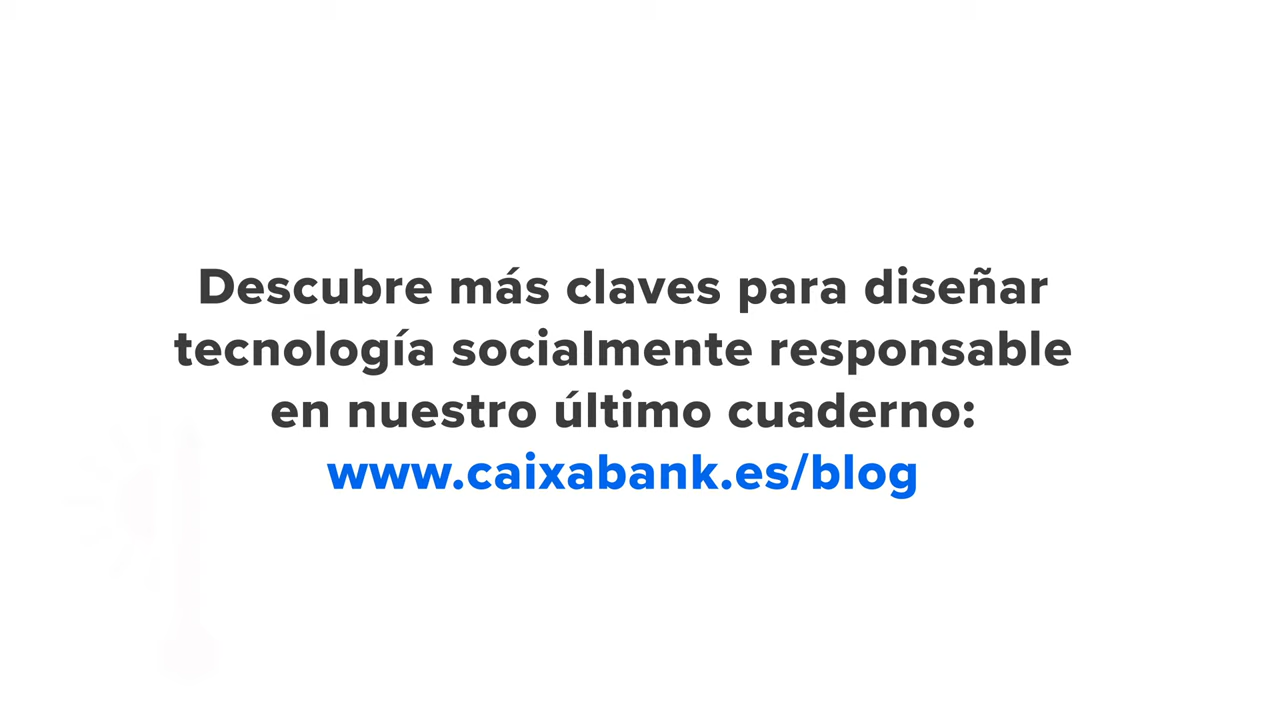 Descubre más claves para diseñar
tecnología socialmente responsable
en nuestro último cuaderno:
www.caixabank.es/blog